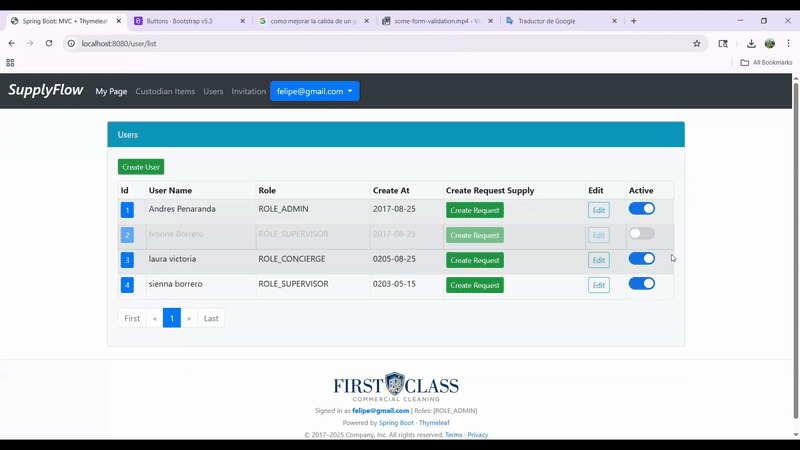 Spring Boot: MVC + Thymeleaf
Buttons · Bootstrap v5.3
como mejorar la calida de un g
some-form-validation.mp4 - V
Traductor de Google
localhost:8080/user/list
All Bookmarks
SupplyFlow My Page Custodian Items Users Invitation felipe@gmail.com
Users
Create User
Id User Name Role Create At Create Request Supply Edit Active
1 Andres Penaranda ROLE_ADMIN 2017-08-25 Create Request Edit
2 Ivonne Borrero ROLE_SUPERVISOR 2017-08-25 Create Request Edit
3 laura victoria ROLE_CONCIERGE 0205-08-25 Create Request Edit
4 sienna borrero ROLE_SUPERVISOR 0203-05-15 Create Request Edit
First « 1 » Last
FIRST CLASS
COMMERCIAL CLEANING
Signed in as felipe@gmail.com | Roles: [ROLE_ADMIN]
Powered by Spring Boot · Thymeleaf
© 2017–2025 Company, Inc. All rights reserved. Terms · Privacy